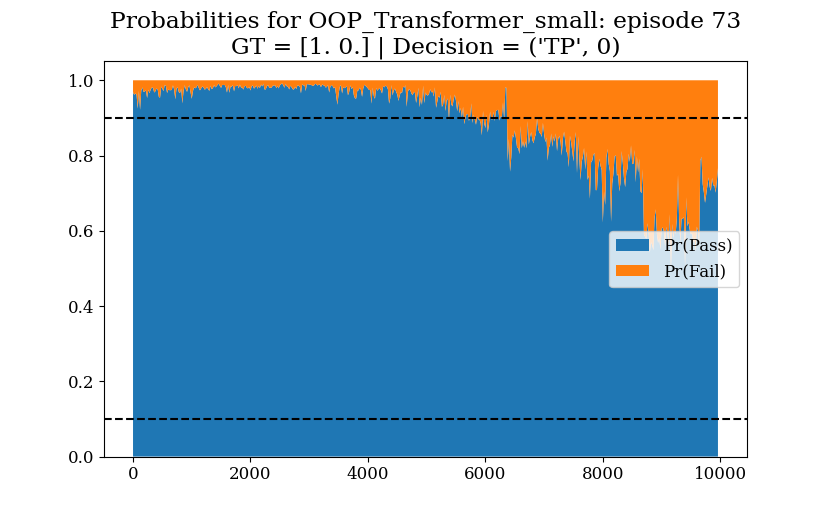 Probabilities for OOP_Transformer_small: episode 73
GT = [1. 0.] | Decision = ('TP', 0)
1.0
0.8
0.6
0.4
0.2
0.0
Pr(Pass)
Pr(Fail)
0 2000 4000 6000 8000 10000